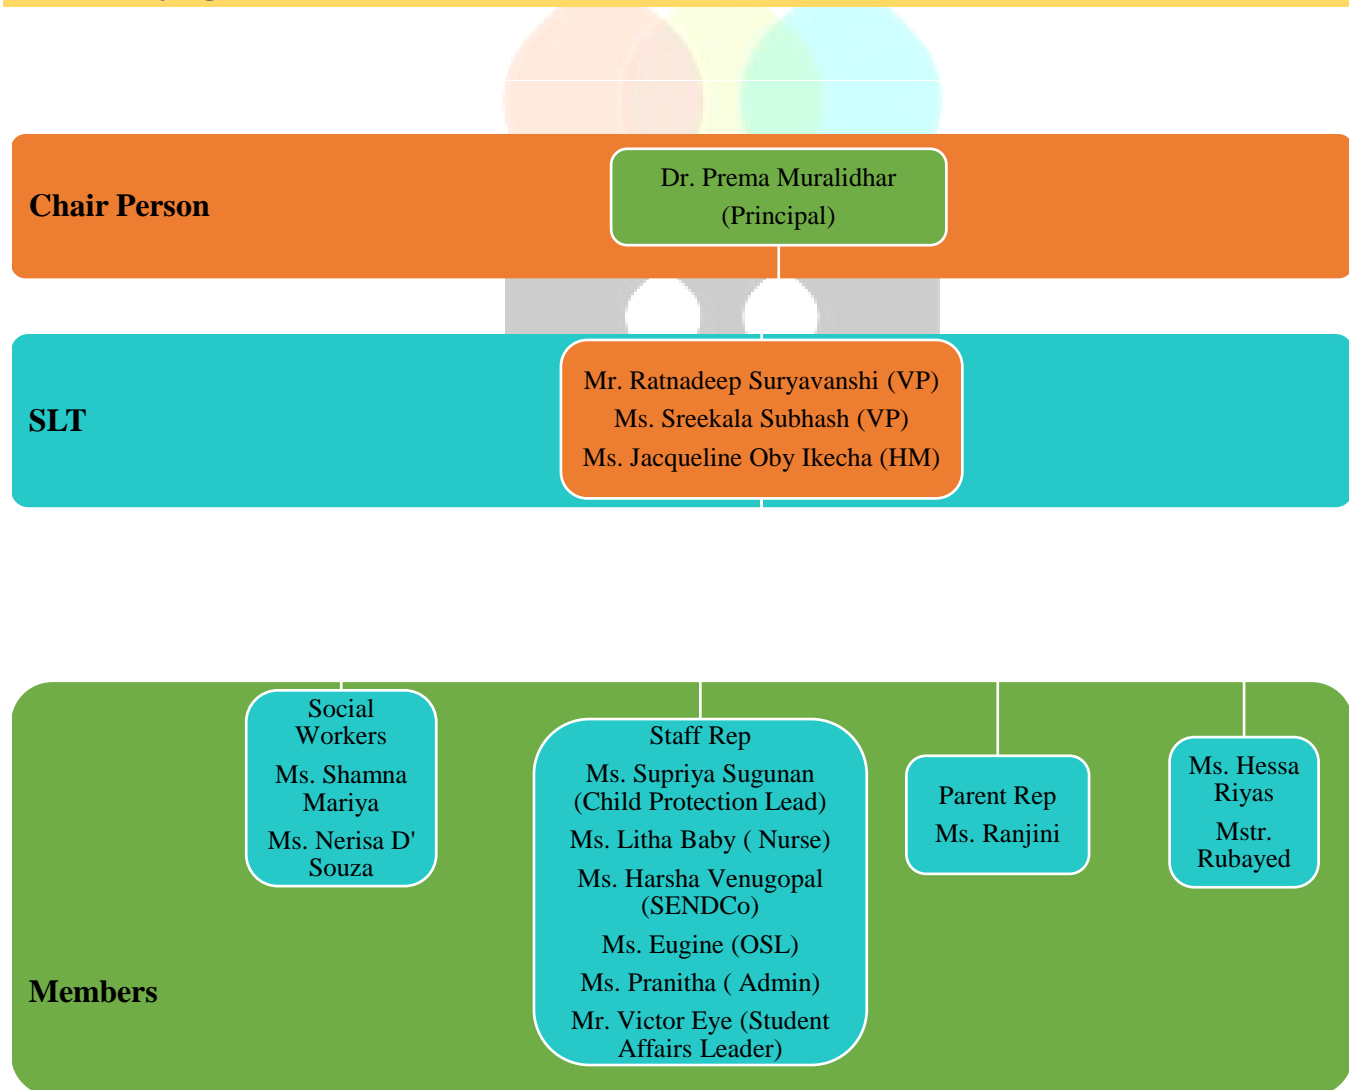 Chair Person
Dr. Prema Muralidhar
(Principal)
SLT
Mr. Ratnadeep Suryavanshi (VP)
Ms. Sreekala Subhash (VP)
Ms. Jacqueline Oby Ikecha (HM)
Members
Social
Workers
Ms. Shamna
Mariya
Ms. Nerisa D'
Souza
Staff Rep
Ms. Supriya Sugunan
(Child Protection Lead)
Ms. Litha Baby ( Nurse)
Ms. Harsha Venugopal
(SENDCo)
Ms. Eugine (OSL)
Ms. Pranitha ( Admin)
Mr. Victor Eye (Student
Affairs Leader)
Parent Rep
Ms. Ranjini
Ms. Hessa
Riyas
Mstr.
Rubayed